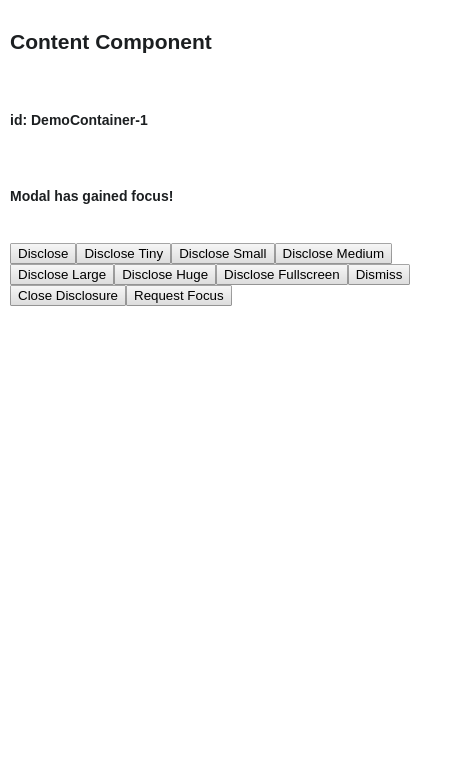 Content Component
id: DemoContainer-1
Modal has gained focus!
Disclose Disclose Tiny Disclose Small Disclose Medium
Disclose Large Disclose Huge Disclose Fullscreen Dismiss
Close Disclosure Request Focus